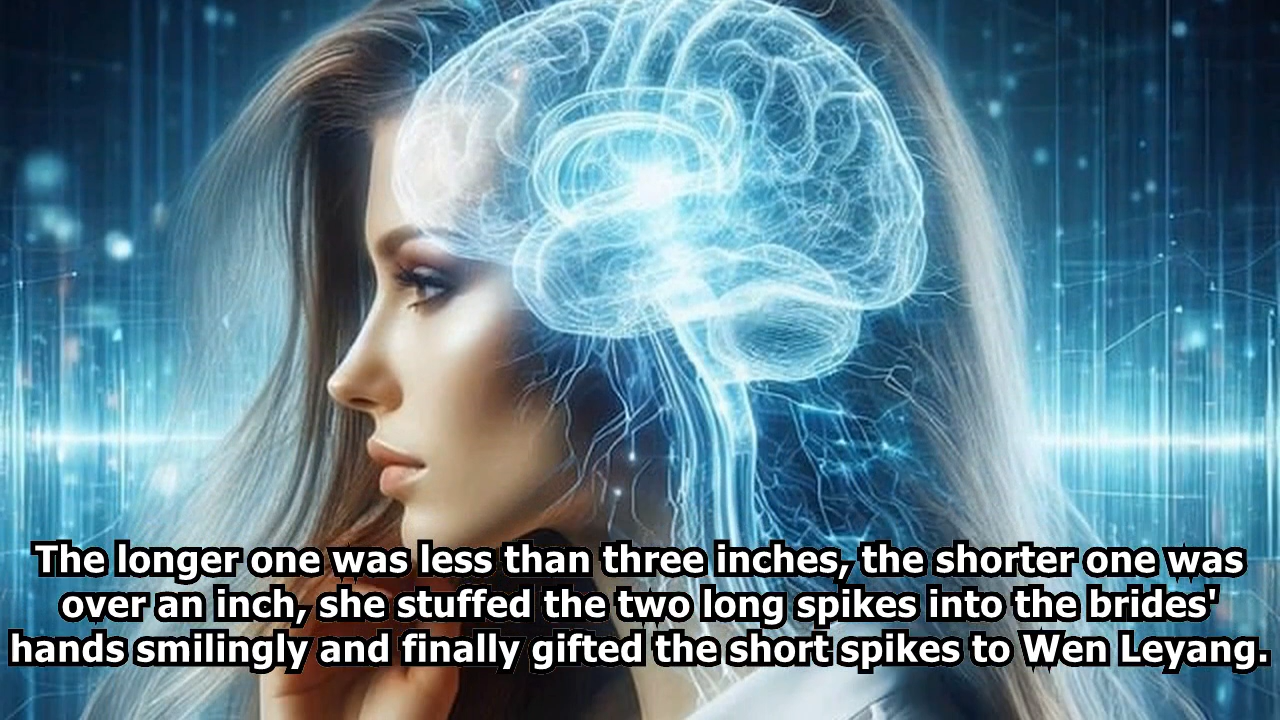 The longer one was less than three inches, the shorter one was
over an inch, she stuffed the two long spikes into the brides'
hands smilingly and finally gifted the short spikes to Wen Leyang.